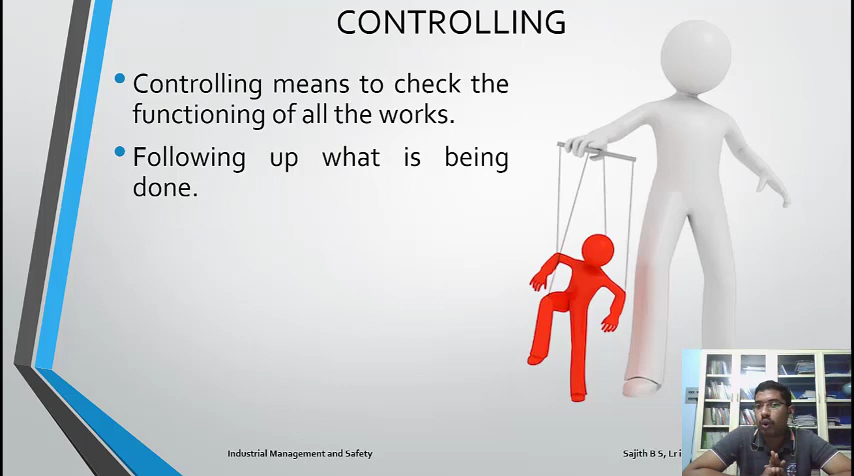 CONTROLLING
Controlling means to check the
functioning of all the works.
Following up what is being
done.
Industrial Management and Safety
Sajith B S, Lr i